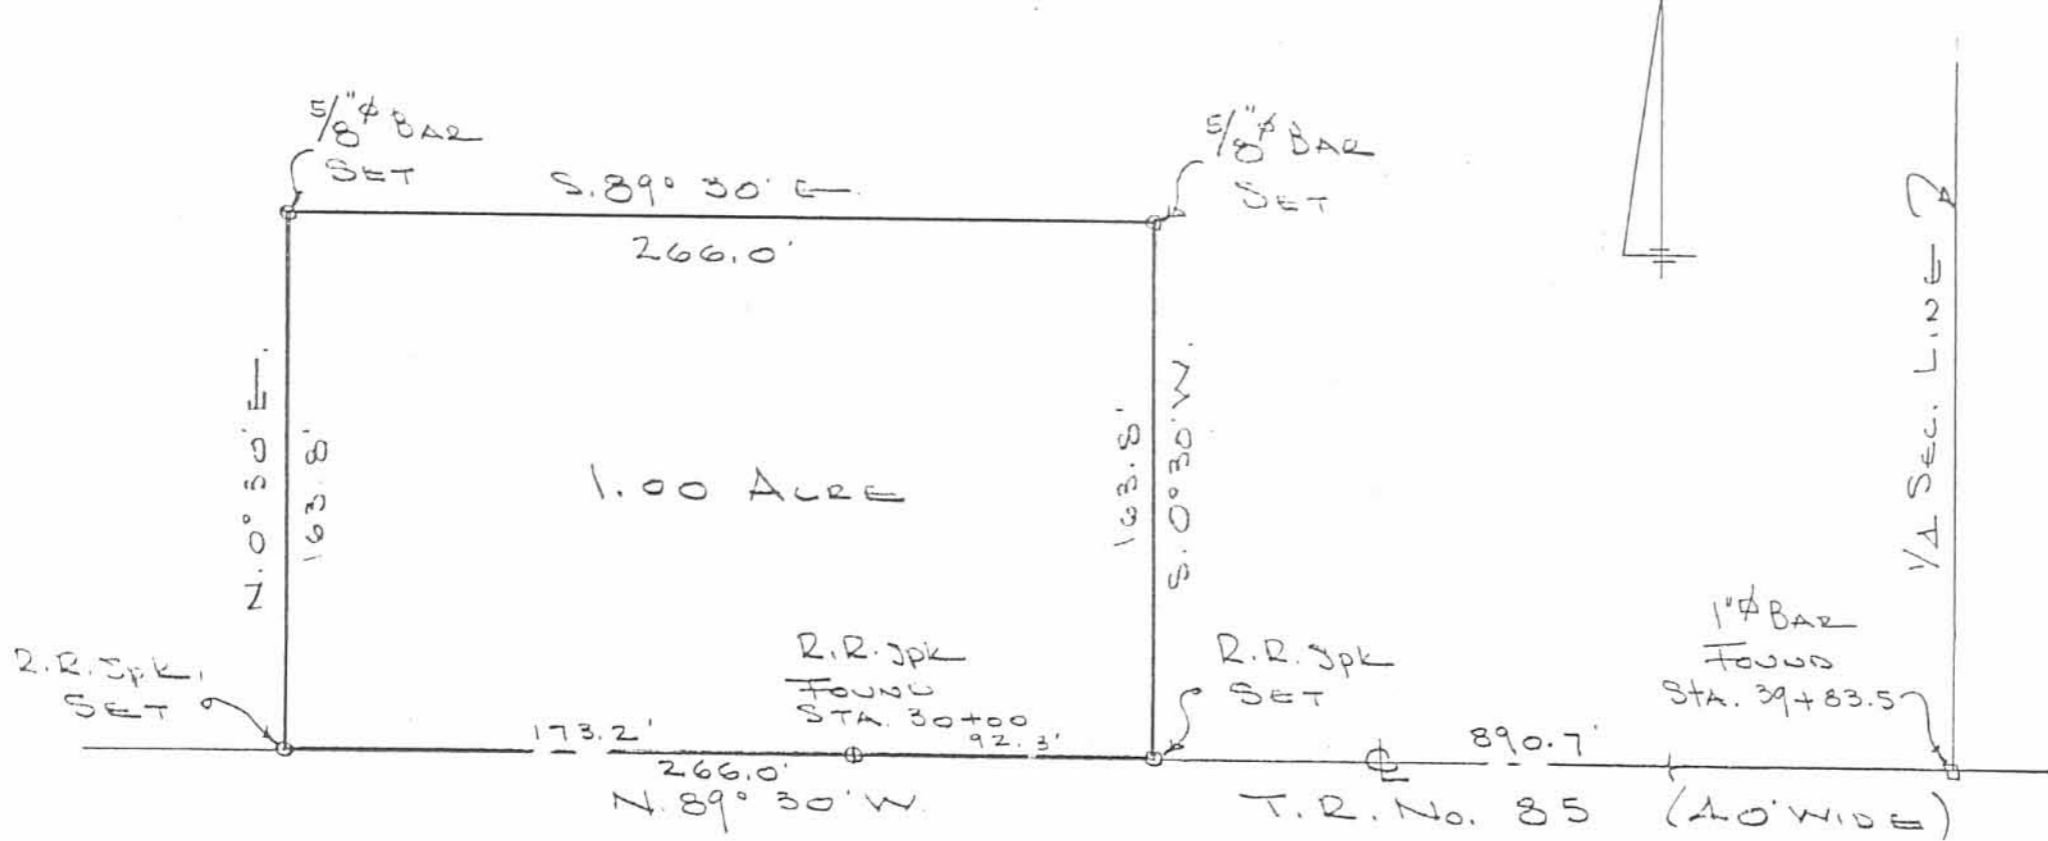 5/8"ϕ BAR
SET
S. 89° 30' E
266.0'
5/8"ϕ BAR
SET
N. 0° 30' E.
163.8'
1.00 ACRE
163.8'
S. 0° 30' W.
1/4 SEC. LINE
R.R. Spk.
SET
R.R. Spk
FOUND
STA. 30+00
R.R. Spk
SET
1"ϕ BAR
FOUND
STA. 39+83.5
173.2'
92.3'
℄
890.7'
266.0'
N. 89° 30' W.
T.R. No. 85 (40' WIDE)